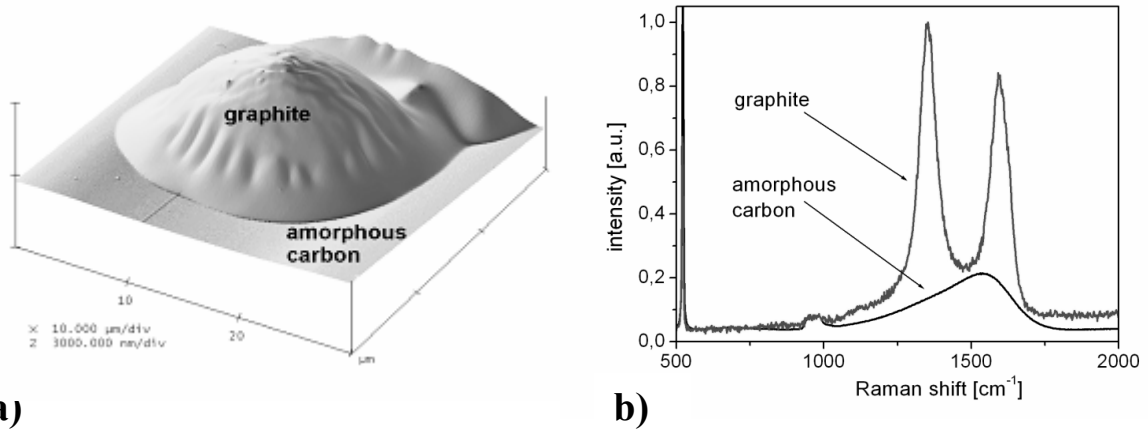 graphite
amorphous
carbon
10
20
µm
X 10.000 µm/div
Z 3000.000 nm/div
a)
1,0
0,8
0,6
0,4
0,2
0,0
intensity [a.u.]
graphite
amorphous
carbon
500
1000
1500
2000
Raman shift [cm⁻¹]
b)